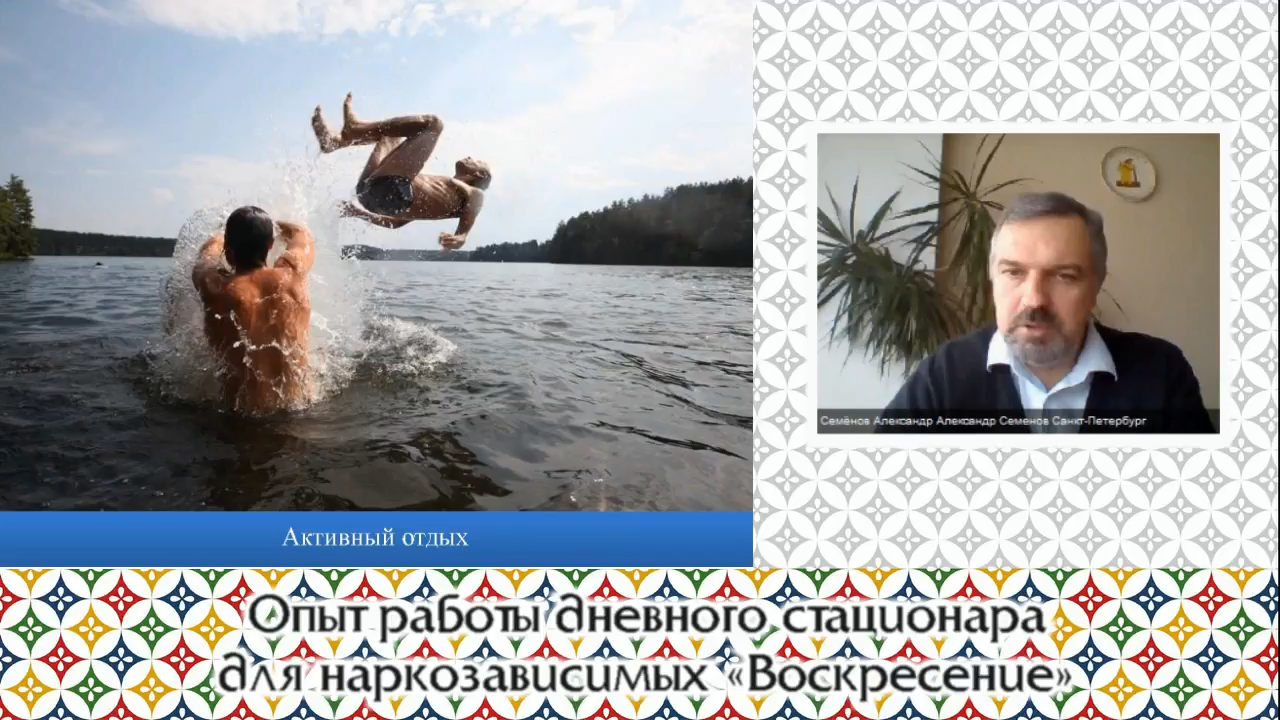 Активный отдых
Семёнов Александр Александр Семенов Санкт-Петербург
Опыт работы дневного стационара
для наркозависимых «Воскресение»